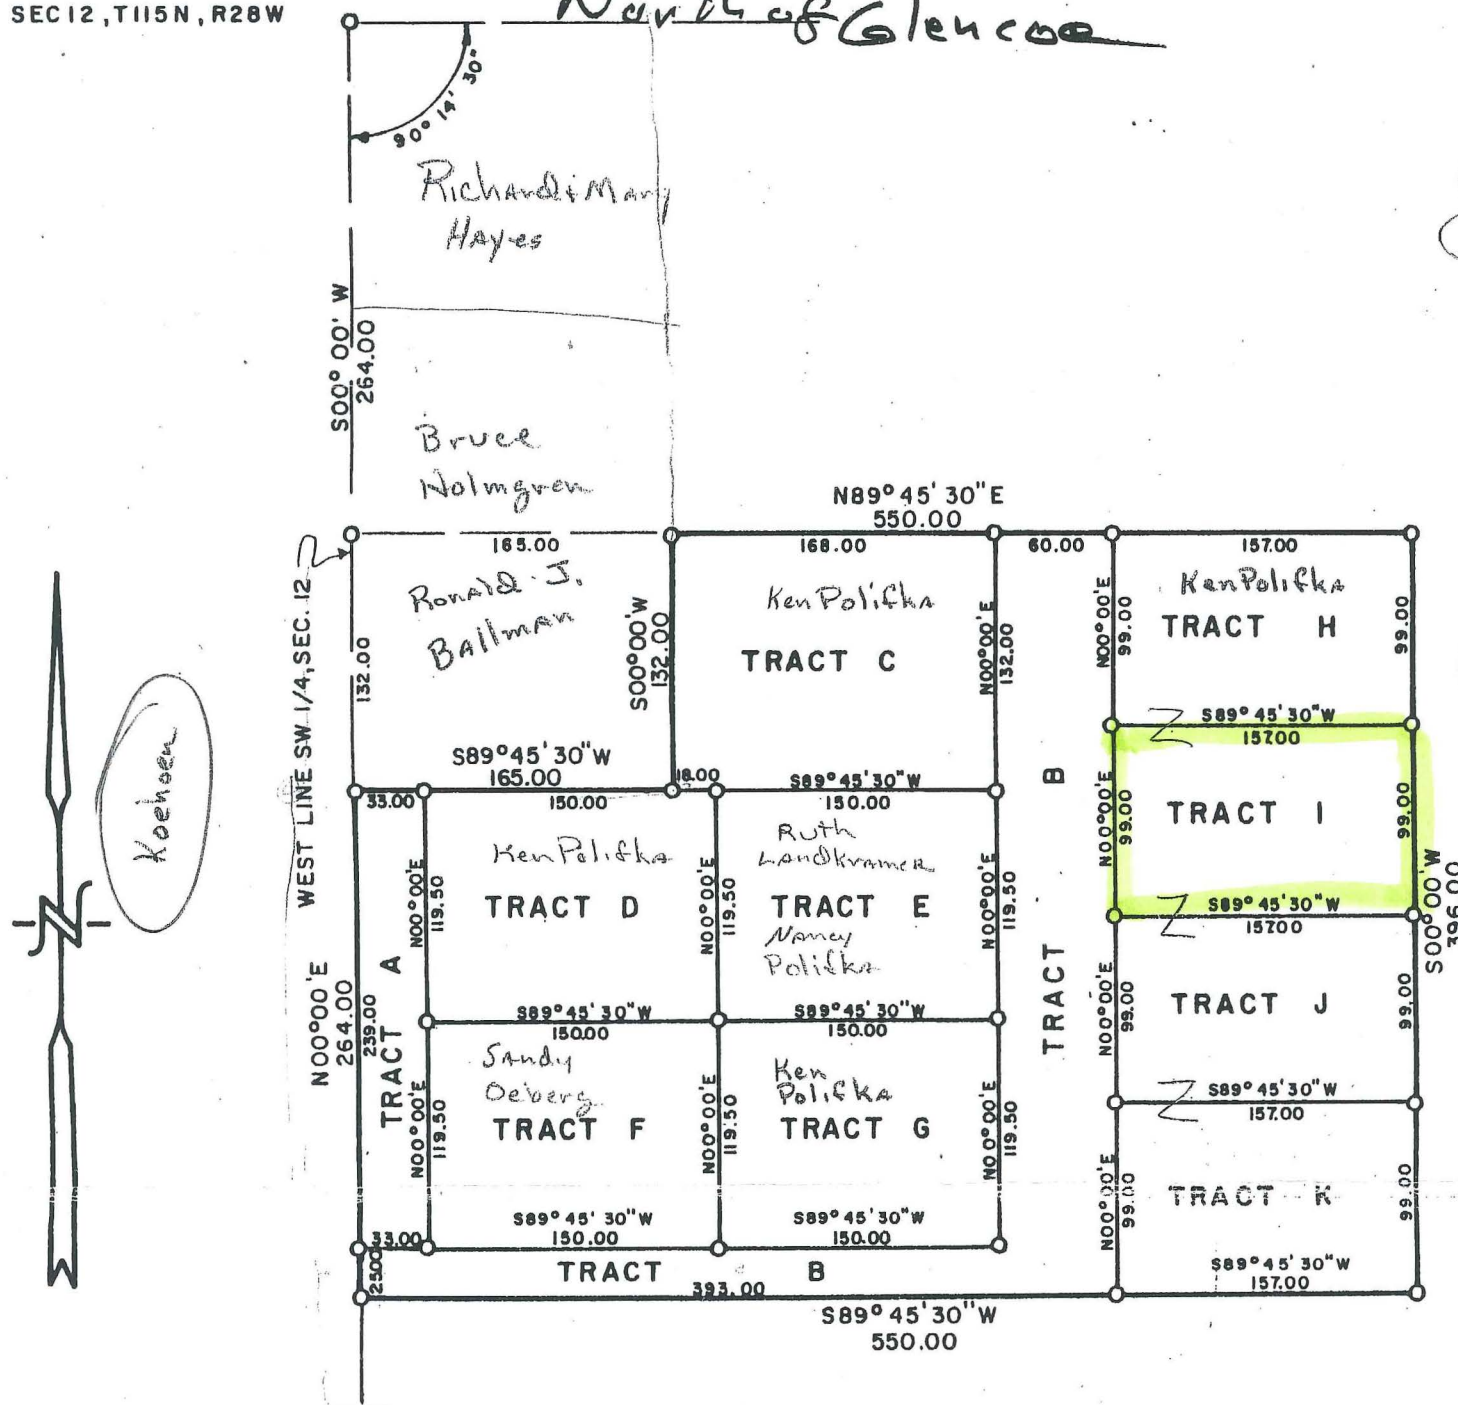 SEC 12, T115N, R28W
North of Glencoe
90° 14' 30"
Richard & Mary
Hayes
S00° 00' W
264.00
Bruce
Holmgren
N89° 45' 30" E
550.00
165.00
168.00
60.00
157.00
WEST LINE SW 1/4, SEC. 12
132.00
Ronald J.
Ballman
S00°00'W
132.00
Ken Polifka
TRACT C
N00°00'E
132.00
N00°00'E
99.00
Ken Polifka
TRACT H
99.00
S89° 45' 30" W
157.00
S89° 45' 30" W
165.00
18.00
S89°45'30"W
150.00
33.00
150.00
Koehnen
N
N00°00'E
264.00
239.00
TRACT A
N00°00'E
119.50
Ken Polifka
TRACT D
N00°00'E
119.50
Ruth
Landkramer
TRACT E
Nancy
Polifka
N00°00'E
119.50
TRACT B
N00°00'E
99.00
TRACT I
99.00
S89° 45' 30" W
157.00
S00° 00' W
396.00
S89° 45' 30" W
150.00
S89° 45' 30" W
150.00
N00°00'E
99.00
TRACT J
99.00
S89° 45' 30" W
157.00
N00°00'E
119.50
Sandy
TRACT F
N00°00'E
119.50
Ken
Polifka
TRACT G
N00°00'E
119.50
N00°00'E
99.00
TRACT K
99.00
S89° 45' 30" W
157.00
33.00
S89° 45' 30" W
150.00
S89° 45' 30" W
150.00
25.00
TRACT B
393.00
S89° 45' 30" W
550.00